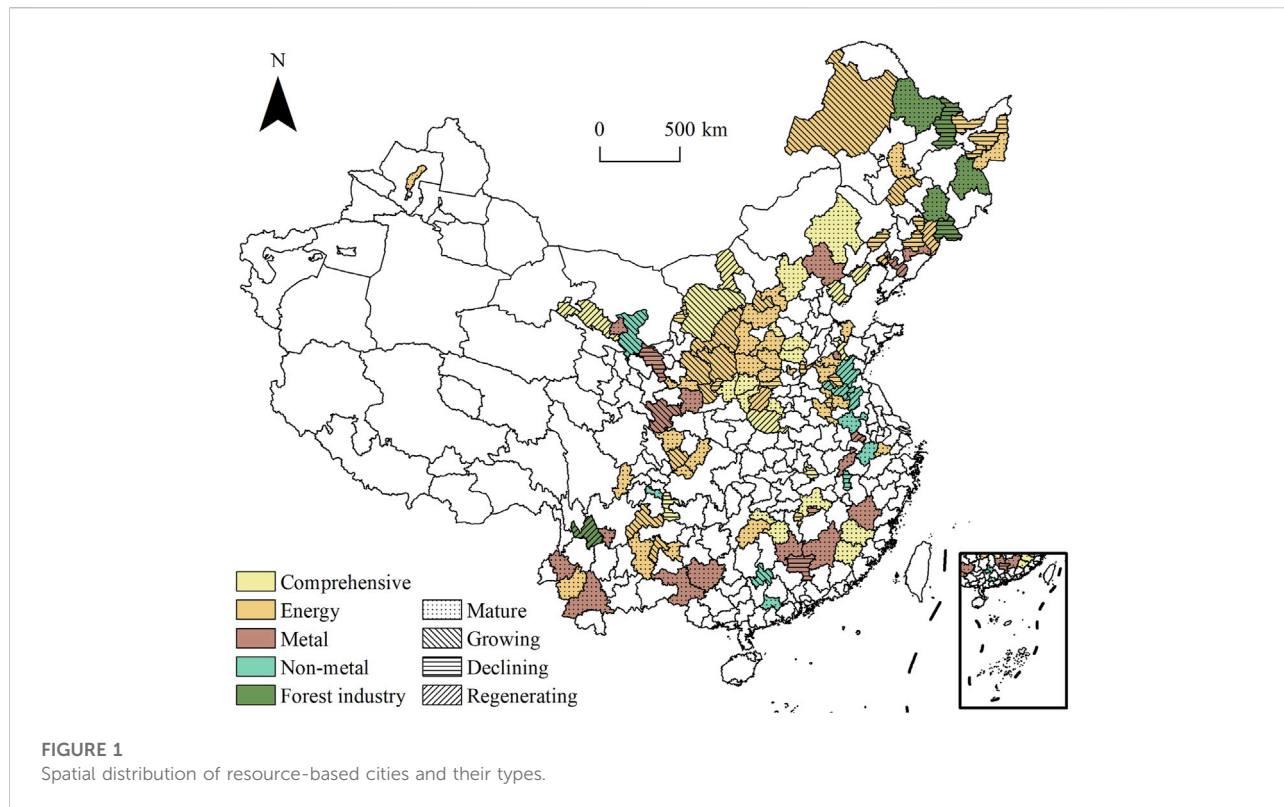 N
0 500 km
Comprehensive
Energy
Metal
Non-metal
Forest industry
Mature
Growing
Declining
Regenerating
FIGURE 1
Spatial distribution of resource-based cities and their types.